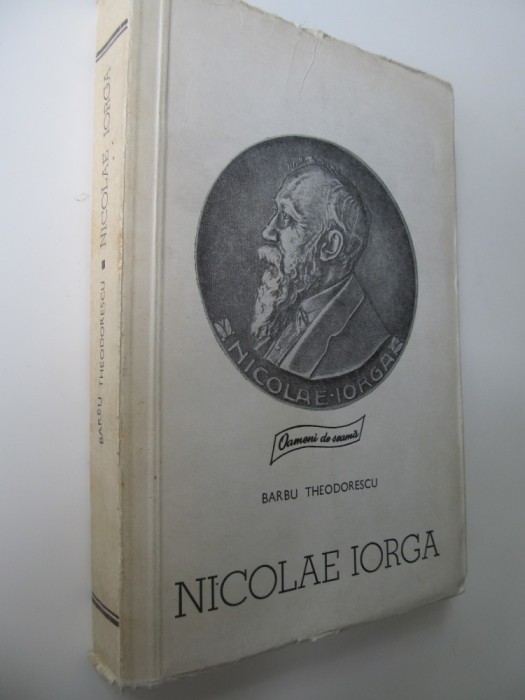 BARBU THEODORESCU ■ NICOLAE IORGA
NICOLAE·IORGA
Oameni de seamă
BARBU THEODORESCU
NICOLAE IORGA